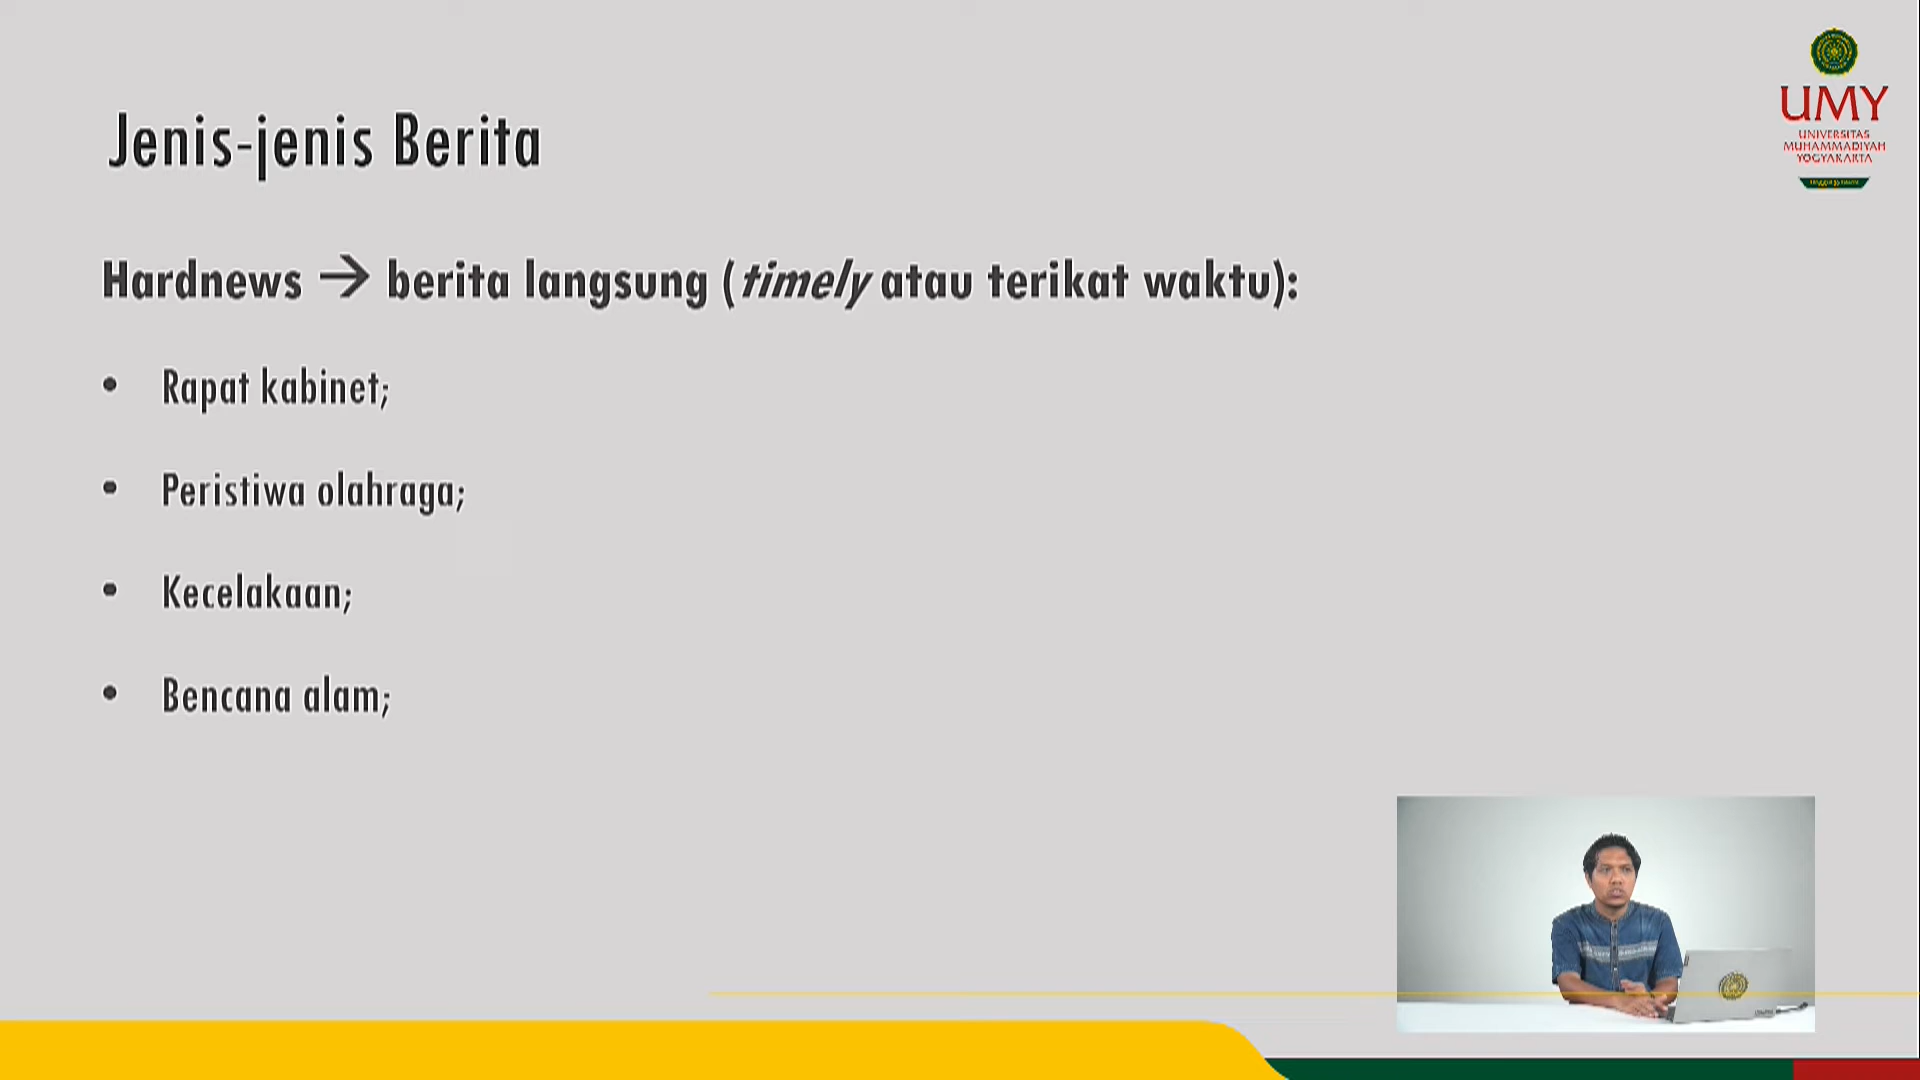 UMY
UNIVERSITAS
MUHAMMADIYAH
YOGYAKARTA
Jenis-jenis Berita
Hardnews → berita langsung (timely atau terikat waktu):
• Rapat kabinet;
• Peristiwa olahraga;
• Kecelakaan;
• Bencana alam;